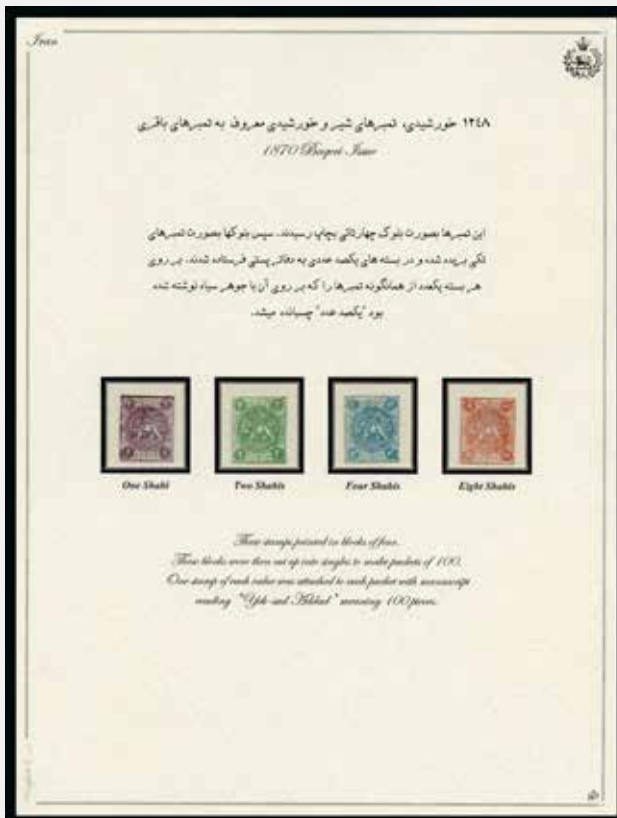 Iran
۱۲٤۸ خورشیدی، تمبرهای شیر و خورشیدی معروف به تمبرهای باقری
1870 Baqeri Issue
این تمبرها بصورت بلوک چهارتائی بچاپ رسیدند. سپس بلوکها بصورت تمبرهای
تکی بریده شده و در بسته های یکصد عددی به دفاتر پستی فرستاده شدند. بر روی
هر بسته یکعدد از همانگونه تمبرها را که بر روی آن با جوهر سیاه نوشته شده
بود "یکصد عدد" چسبانده میشد.
One Shahi
Two Shahis
Four Shahis
Eight Shahis
These stamps printed in blocks of four.
These blocks were then cut up into singles to make packets of 100.
One stamp of each value was attached to each packet with manuscript
reading "Yek-sad Adad" meaning 100 pieces.